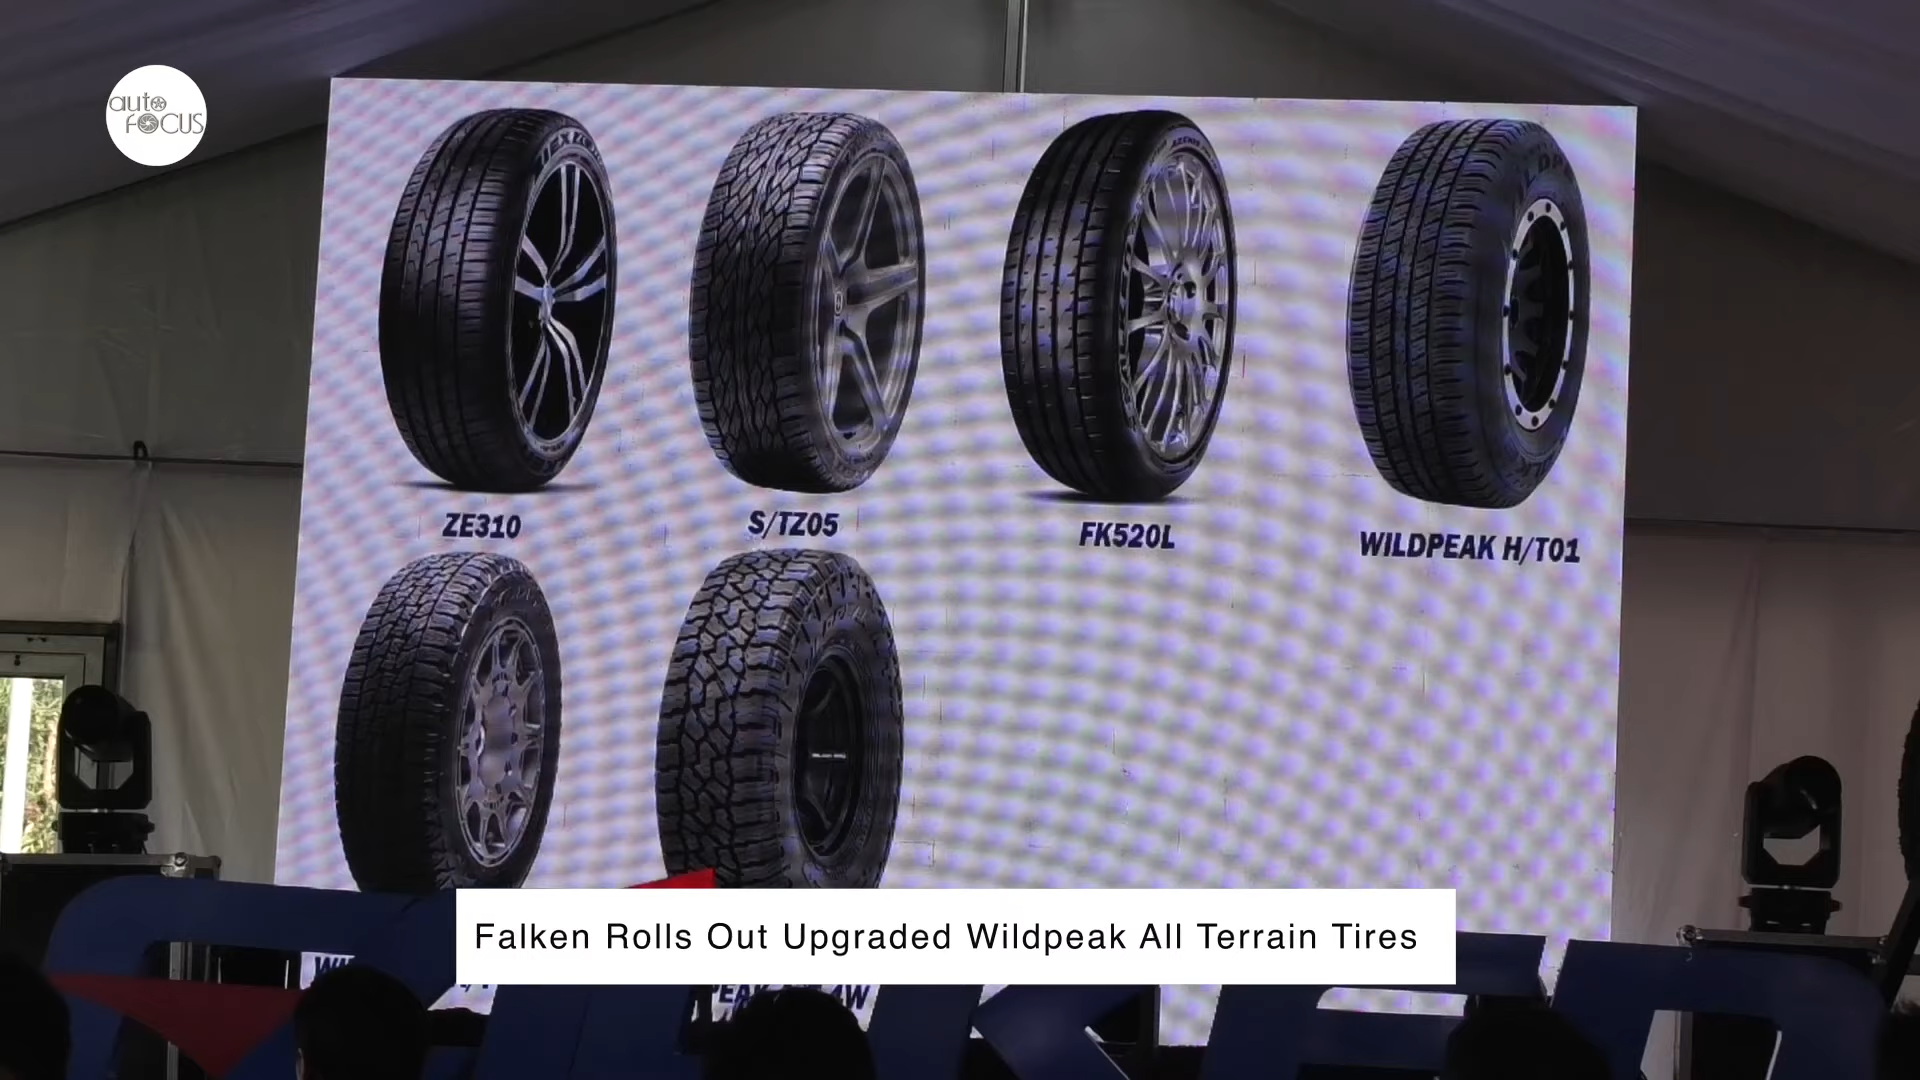 auto
FOCUS
ZE310
S/TZ05
FK520L
WILDPEAK H/T01
Falken Rolls Out Upgraded Wildpeak All Terrain Tires